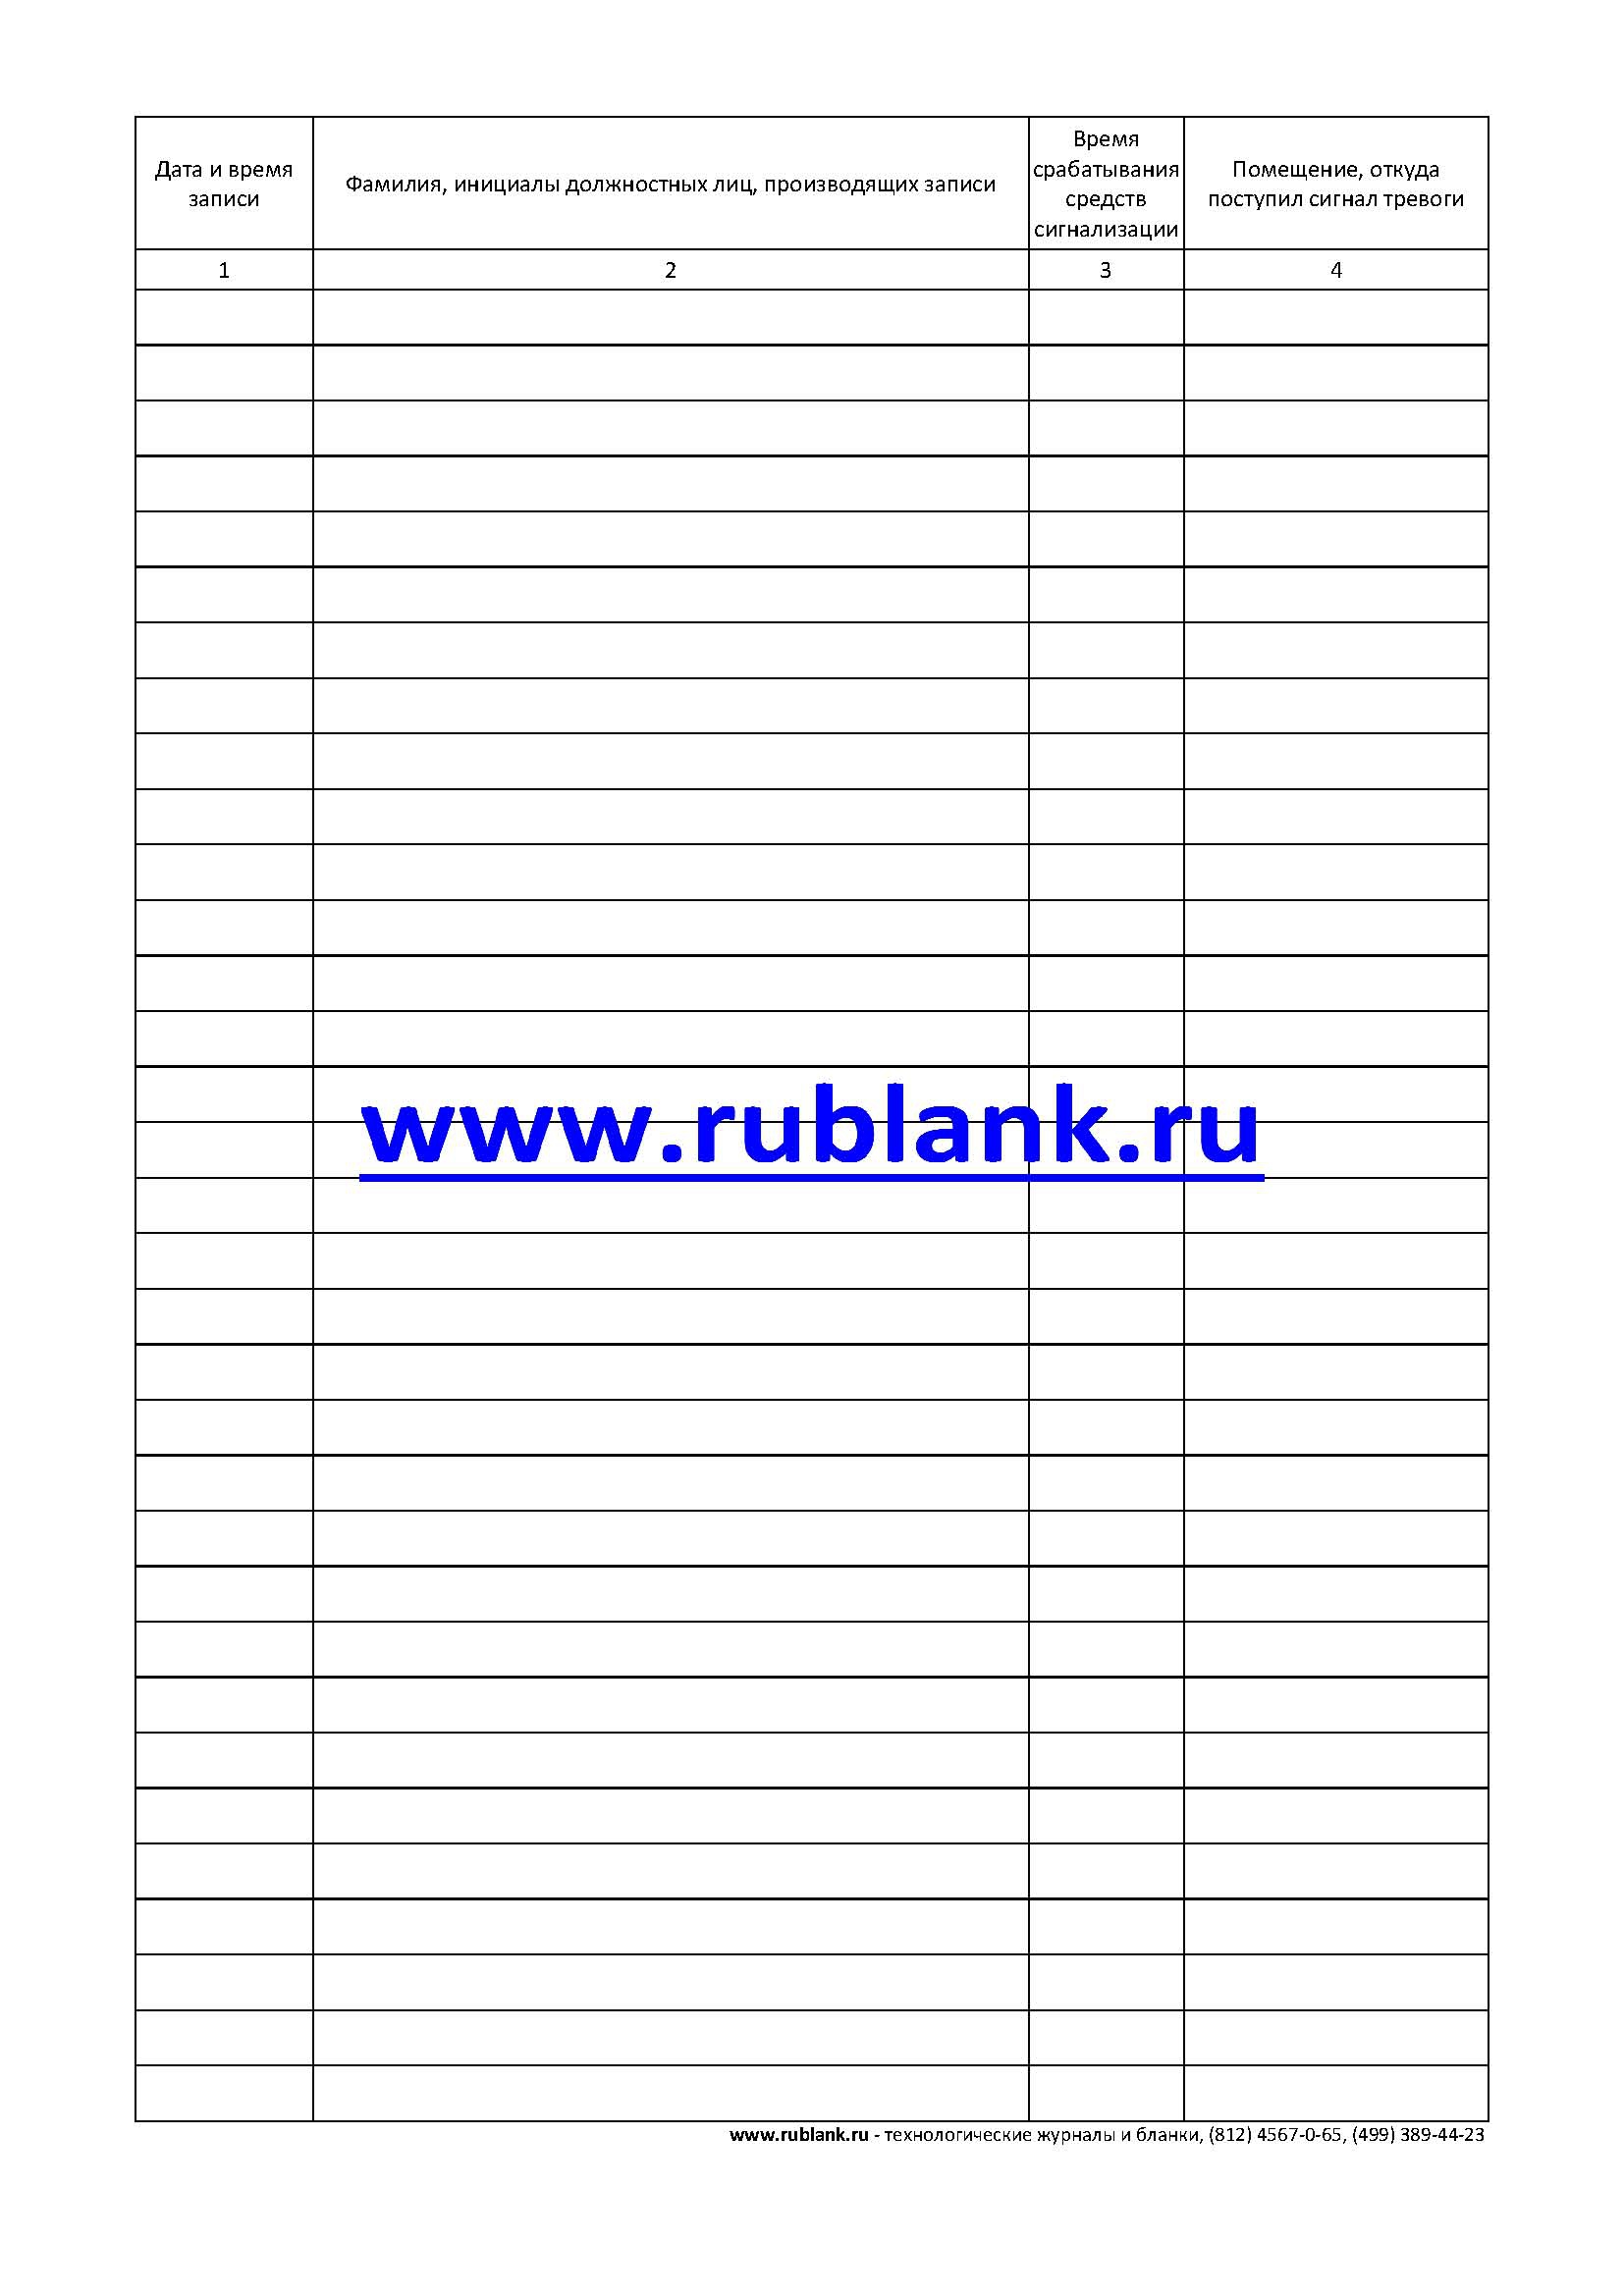 Дата и время
записи
Фамилия, инициалы должностных лиц, производящих записи
Время
срабатывания
средств
сигнализации
Помещение, откуда
поступил сигнал тревоги
1
2
3
4
www.rublank.ru
www.rublank.ru - технологические журналы и бланки, (812) 4567-0-65, (499) 389-44-23